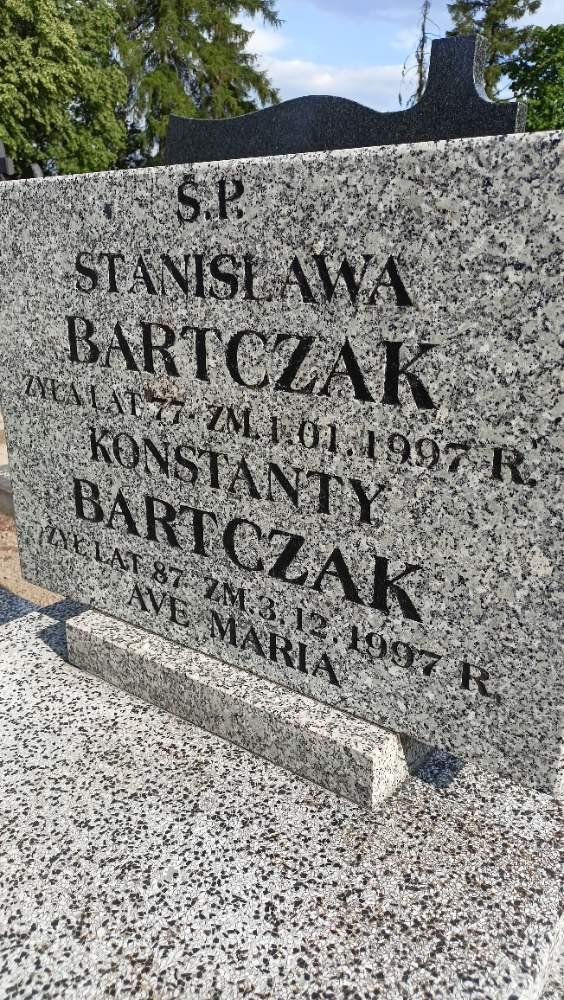 Ś.P.
STANISŁAWA
BARTCZAK
ŻYŁA LAT 77 ZM. 1.01.1997 R.
KONSTANTY
BARTCZAK
ŻYŁ LAT 87 ZM. 3.12.1997 R.
AVE MARIA